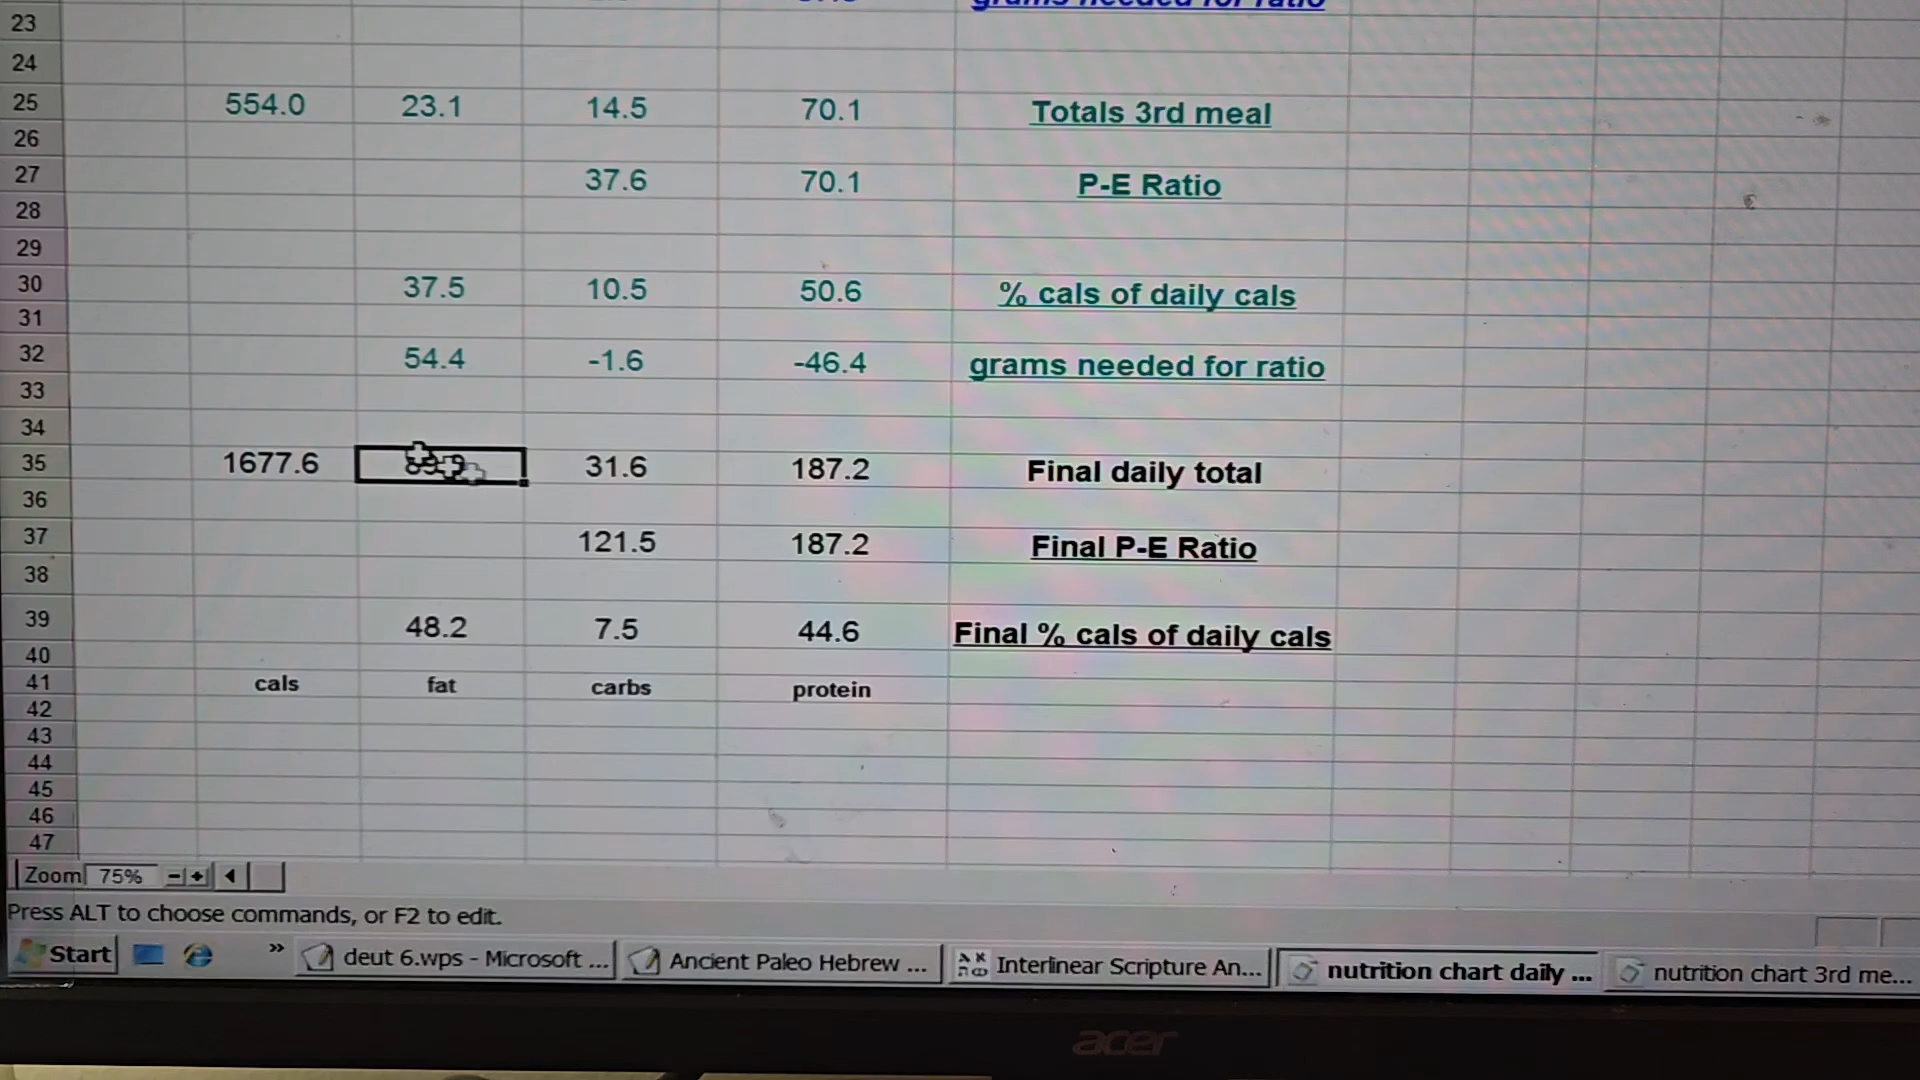 23 grams needed for ratio
24
25 554.0 23.1 14.5 70.1 Totals 3rd meal
26
27 37.6 70.1 P-E Ratio
28
29
30 37.5 10.5 50.6 % cals of daily cals
31
32 54.4 -1.6 -46.4 grams needed for ratio
33
34
35 1677.6 31.6 187.2 Final daily total
36
37 121.5 187.2 Final P-E Ratio
38
39 48.2 7.5 44.6 Final % cals of daily cals
40
41 cals fat carbs protein
42
43
44
45
46
47
Zoom 75%
Press ALT to choose commands, or F2 to edit.
Start » deut 6.wps - Microsoft ... Ancient Paleo Hebrew ... Interlinear Scripture An... nutrition chart daily ... nutrition chart 3rd me...
acer